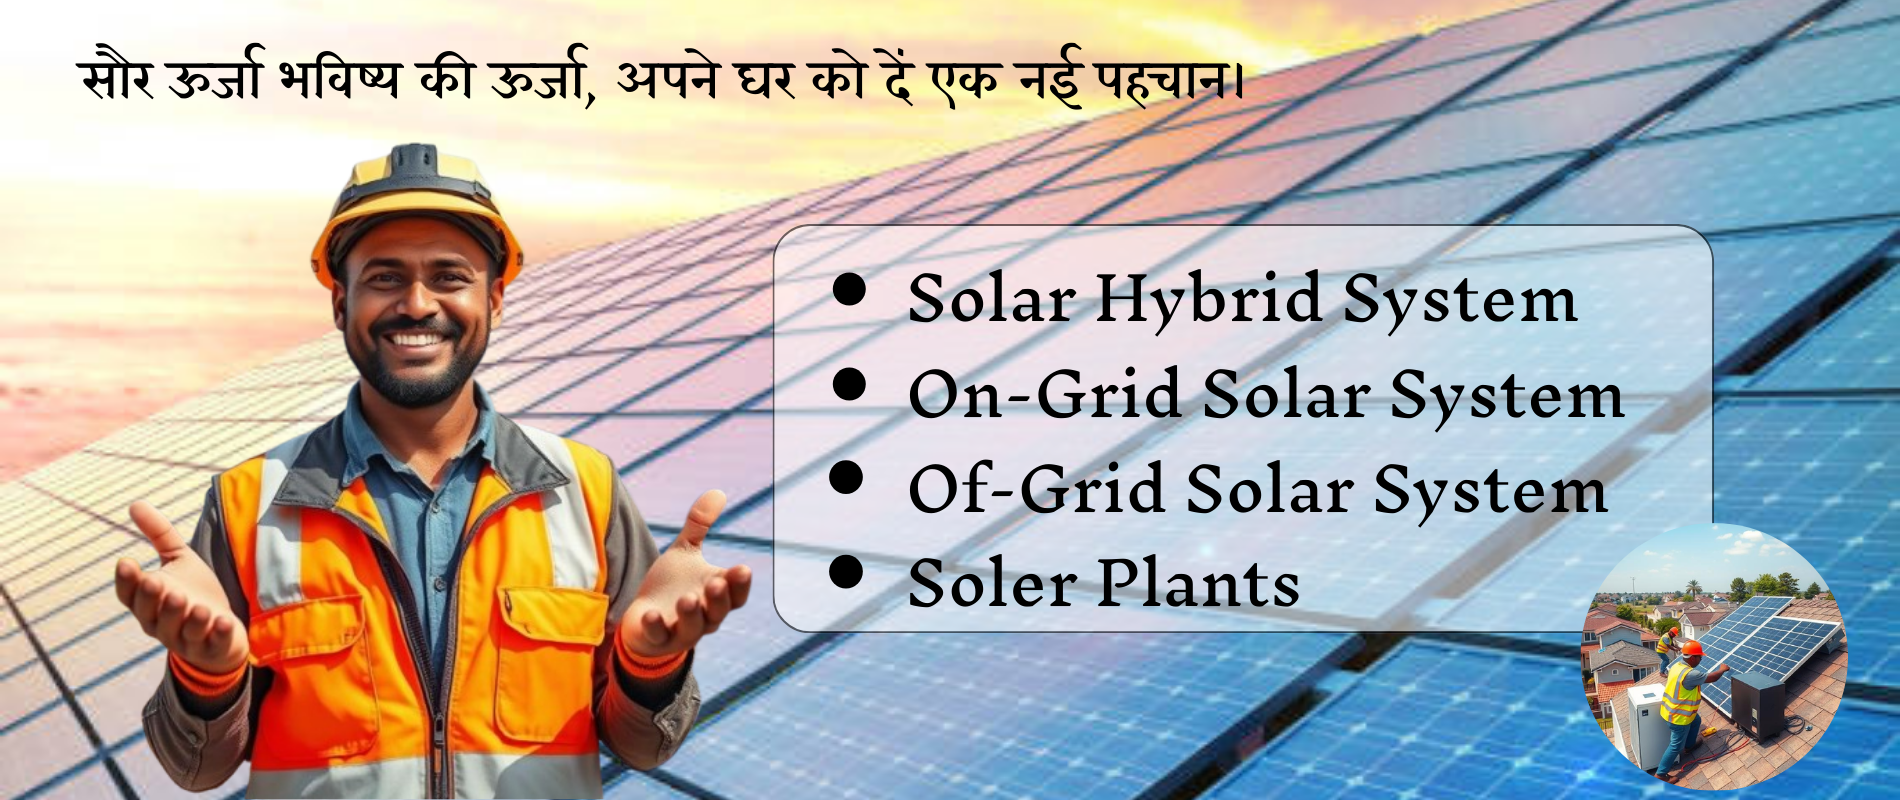 सौर ऊर्जा भविष्य की ऊर्जा, अपने घर को दें एक नई पहचान।
• Solar Hybrid System
• On-Grid Solar System
• Of-Grid Solar System
• Soler Plants